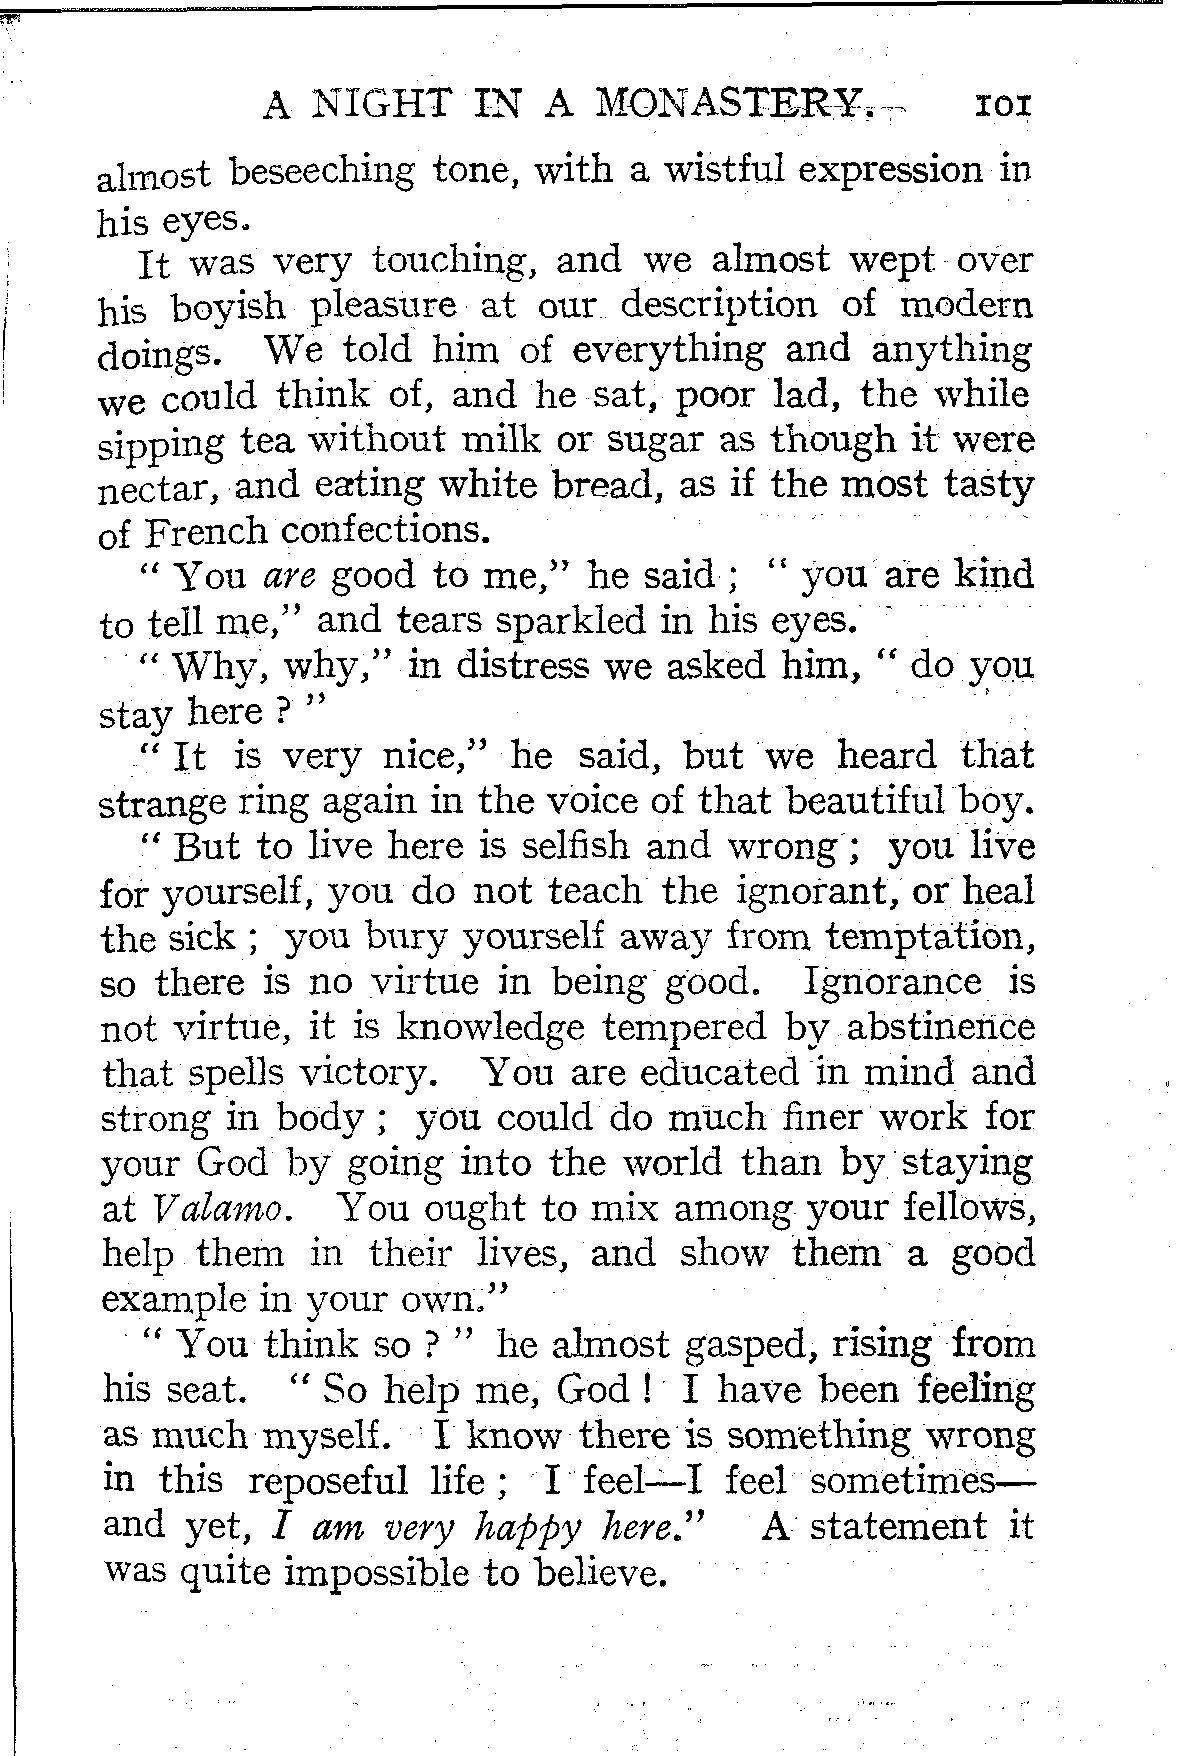 A NIGHT IN A MONASTERY. 101
almost beseeching tone, with a wistful expression in
his eyes.
It was very touching, and we almost wept over
his boyish pleasure at our description of modern
doings. We told him of everything and anything
we could think of, and he sat, poor lad, the while
sipping tea without milk or sugar as though it were
nectar, and eating white bread, as if the most tasty
of French confections.
“ You are good to me,” he said ; “ you are kind
to tell me,” and tears sparkled in his eyes.
“ Why, why,” in distress we asked him, “ do you
stay here ? ”
“ It is very nice,” he said, but we heard that
strange ring again in the voice of that beautiful boy.
“ But to live here is selfish and wrong ; you live
for yourself, you do not teach the ignorant, or heal
the sick ; you bury yourself away from temptation,
so there is no virtue in being good. Ignorance is
not virtue, it is knowledge tempered by abstinence
that spells victory. You are educated in mind and
strong in body ; you could do much finer work for
your God by going into the world than by staying
at Valamo. You ought to mix among your fellows,
help them in their lives, and show them a good
example in your own.”
“ You think so ? ” he almost gasped, rising from
his seat. “ So help me, God ! I have been feeling
as much myself. I know there is something wrong
in this reposeful life ; I feel—I feel sometimes—
and yet, I am very happy here.” A statement it
was quite impossible to believe.